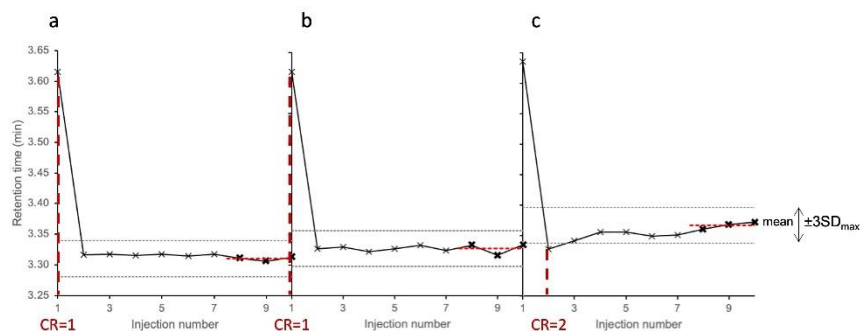 a b c
Retention time (min)
3.65
3.60
3.55
3.50
3.45
3.40
3.35
3.30
3.25
mean ±3SDmax
1 3 5 7 9 1 3 5 7 9 1 3 5 7 9
CR=1 Injection number CR=1 Injection number CR=2 Injection number